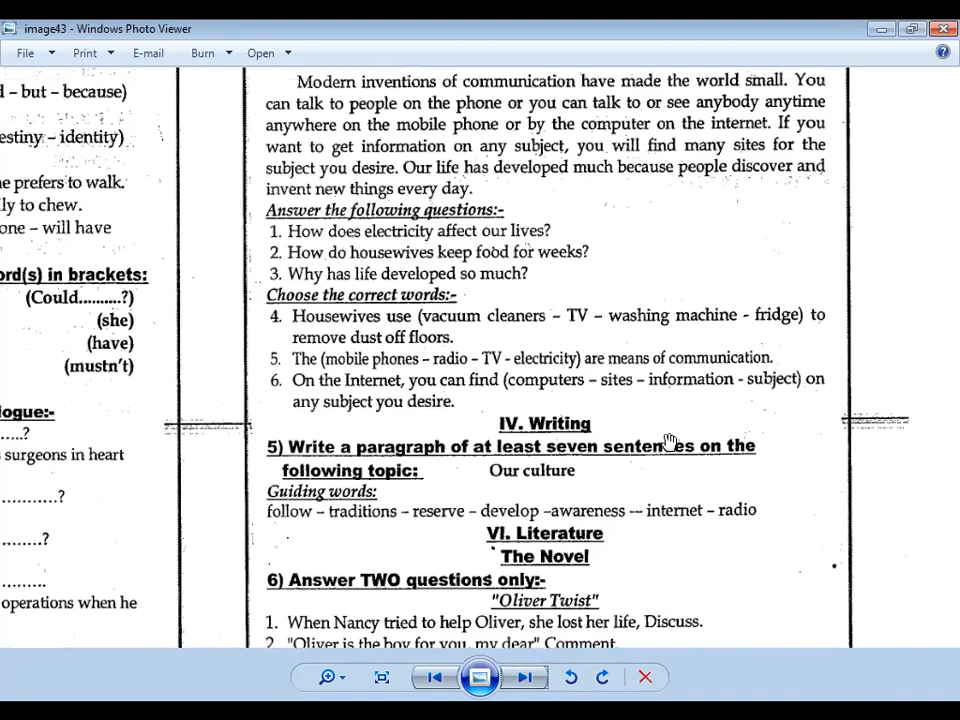 image43 - Windows Photo Viewer
File Print E-mail Burn Open
- but - because)
estiny - identity)
e prefers to walk.
ly to chew.
one - will have
ord(s) in brackets:
(Could..........?)
(she)
(have)
(mustn't)
logue:-
.....?
surgeons in heart
............?
........?
.........
operations when he
Modern inventions of communication have made the world small. You
can talk to people on the phone or you can talk to or see anybody anytime
anywhere on the mobile phone or by the computer on the internet. If you
want to get information on any subject, you will find many sites for the
subject you desire. Our life has developed much because people discover and
invent new things every day.
Answer the following questions:-
1. How does electricity affect our lives?
2. How do housewives keep food for weeks?
3. Why has life developed so much?
Choose the correct words:-
4. Housewives use (vacuum cleaners – TV – washing machine - fridge) to
remove dust off floors.
5. The (mobile phones – radio – TV - electricity) are means of communication.
6. On the Internet, you can find (computers – sites – information - subject) on
any subject you desire.
IV. Writing
5) Write a paragraph of at least seven sentences on the
following topic: Our culture
Guiding words:
follow – traditions – reserve – develop –awareness –- internet – radio
VI. Literature
The Novel
6) Answer TWO questions only:-
"Oliver Twist"
1. When Nancy tried to help Oliver, she lost her life, Discuss.
2. "Oliver is the boy for you, my dear" Comment.